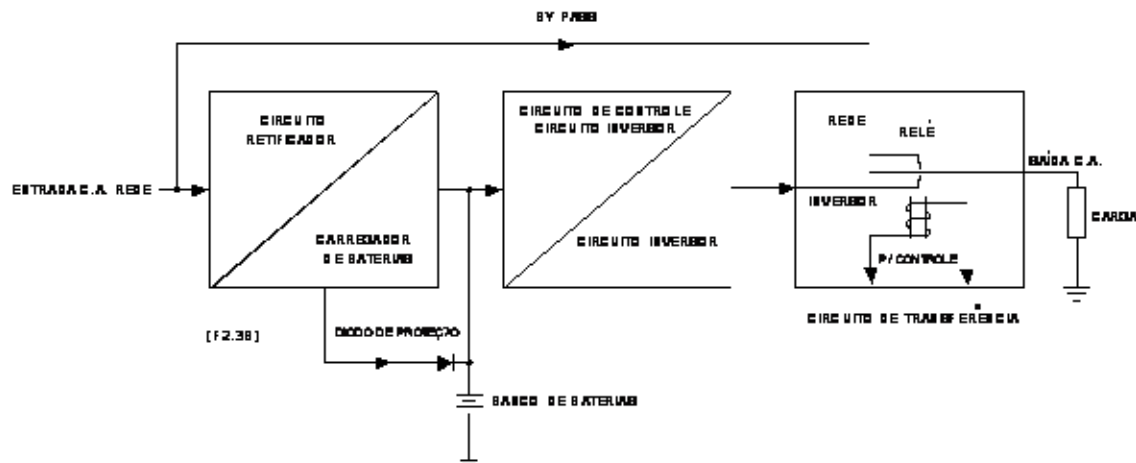 BY PASS
CIRCUITO
RETIFICADOR
CARREGADOR
DE BATERIAS
CIRCUITO DE CONTROLE
CIRCUITO INVERSOR
CIRCUITO INVERSOR
REDE
RELÉ
INVERSOR
P/ CONTROLE
SAÍDA C.A.
CARGA
ENTRADA C.A. REDE
CIRCUITO DE TRANSFERÊNCIA
[F2.38]
DIODO DE PROTEÇÃO
BANCO DE BATERIAS